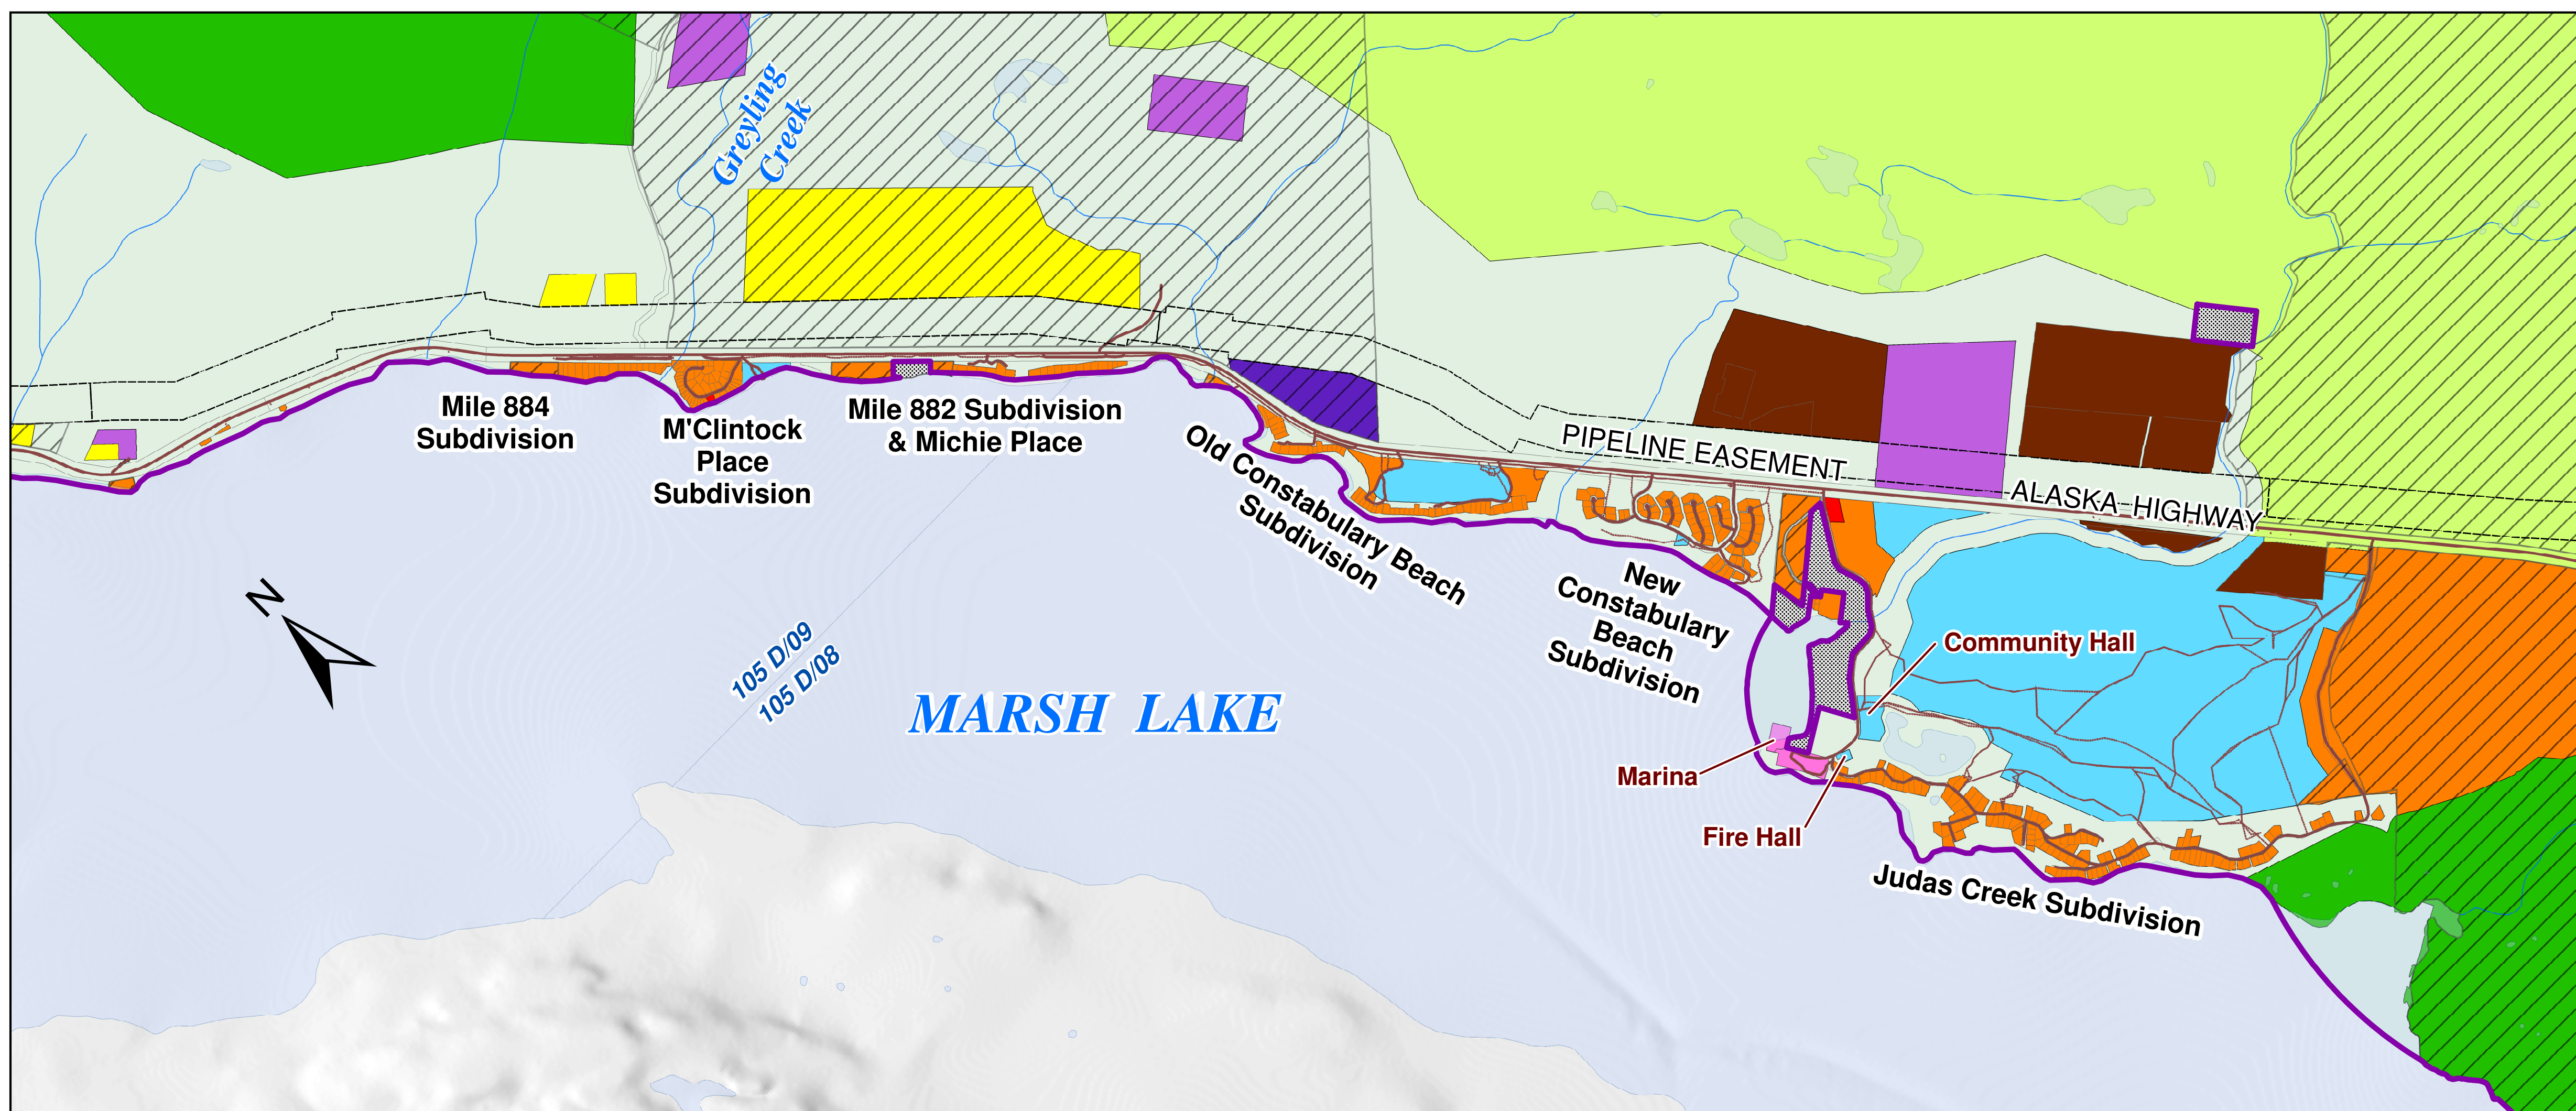 Greyling
Creek
Mile 884
Subdivision
M'Clintock
Place
Subdivision
Mile 882 Subdivision
& Michie Place
Old Constabulary Beach
Subdivision
PIPELINE EASEMENT
ALASKA HIGHWAY
New
Constabulary
Beach
Subdivision
N
105 D/09
105 D/08
MARSH LAKE
Community Hall
Marina
Fire Hall
Judas Creek Subdivision